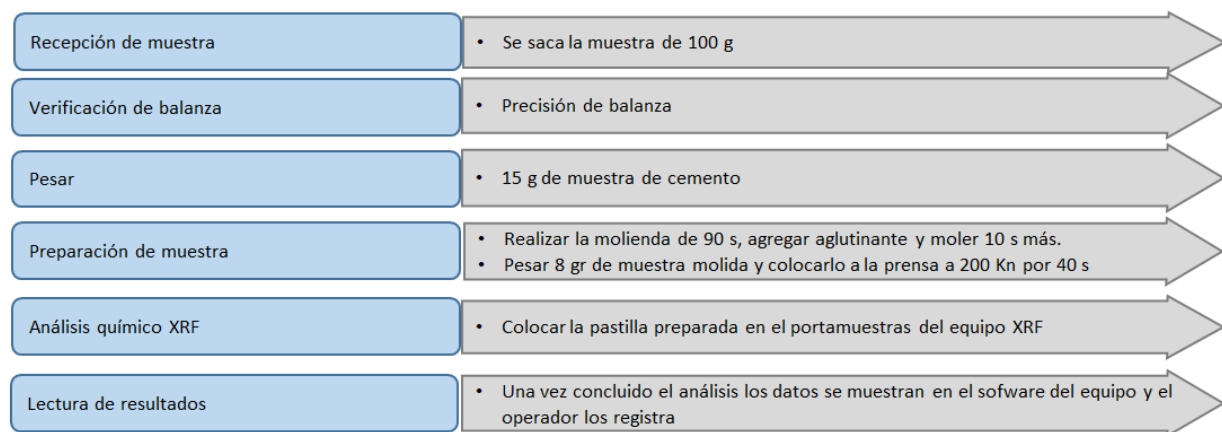 Recepción de muestra
• Se saca la muestra de 100 g
Verificación de balanza
• Precisión de balanza
Pesar
• 15 g de muestra de cemento
Preparación de muestra
• Realizar la molienda de 90 s, agregar aglutinante y moler 10 s más.
• Pesar 8 gr de muestra molida y colocarlo a la prensa a 200 Kn por 40 s
Análisis químico XRF
• Colocar la pastilla preparada en el portamuestras del equipo XRF
Lectura de resultados
• Una vez concluido el análisis los datos se muestran en el sofware del equipo y el
operador los registra